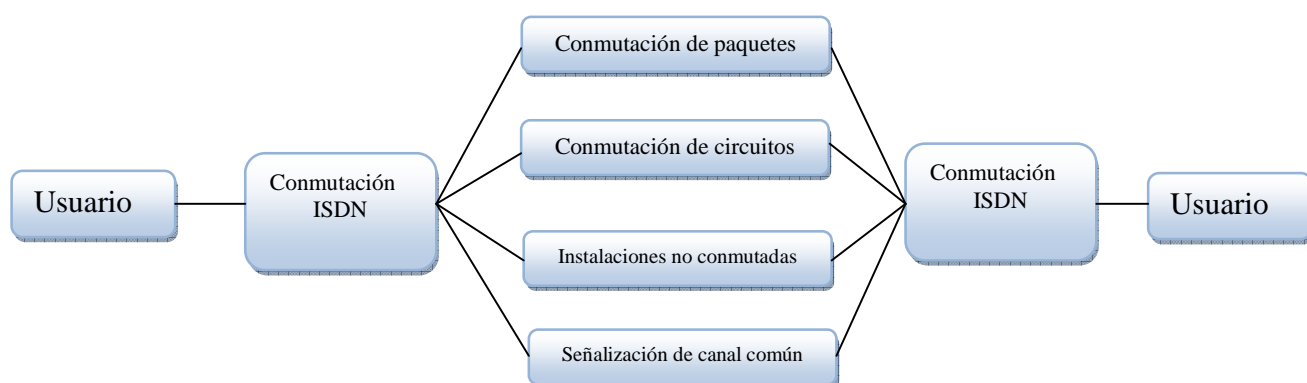 Usuario
Conmutación
ISDN
Conmutación de paquetes
Conmutación de circuitos
Instalaciones no conmutadas
Señalización de canal común
Conmutación
ISDN
Usuario